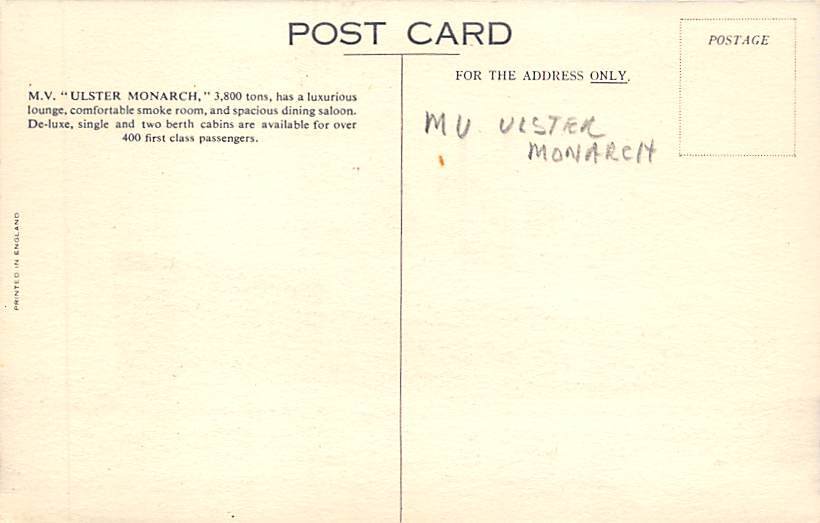 POST CARD
M.V. "ULSTER MONARCH," 3,800 tons, has a luxurious
lounge, comfortable smoke room, and spacious dining saloon.
De-luxe, single and two berth cabins are available for over
400 first class passengers.
PRINTED IN ENGLAND
FOR THE ADDRESS ONLY.
POSTAGE
MV ULSTER
MONARCH